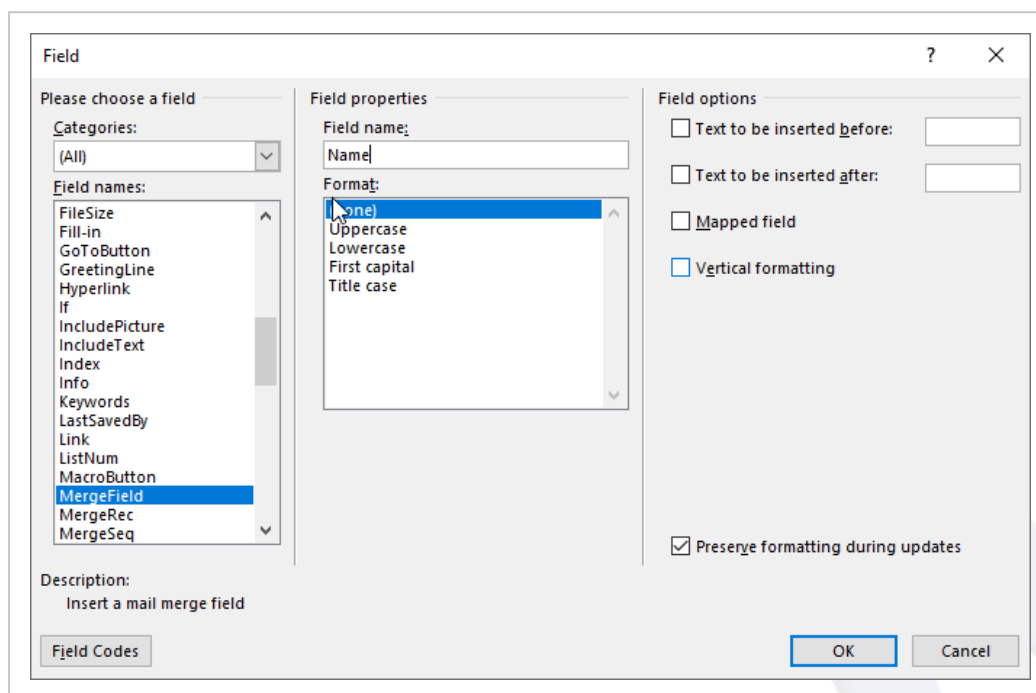 Field
?
Please choose a field
Categories:
(All)
Field names:
FileSize
Fill-in
GoToButton
GreetingLine
Hyperlink
If
IncludePicture
IncludeText
Index
Info
Keywords
LastSavedBy
Link
ListNum
MacroButton
MergeField
MergeRec
MergeSeq
Field properties
Field name:
Name
Format:
one)
Uppercase
Lowercase
First capital
Title case
Field options
Text to be inserted before:
Text to be inserted after:
Mapped field
Vertical formatting
Preserve formatting during updates
Description:
Insert a mail merge field
Field Codes
OK
Cancel